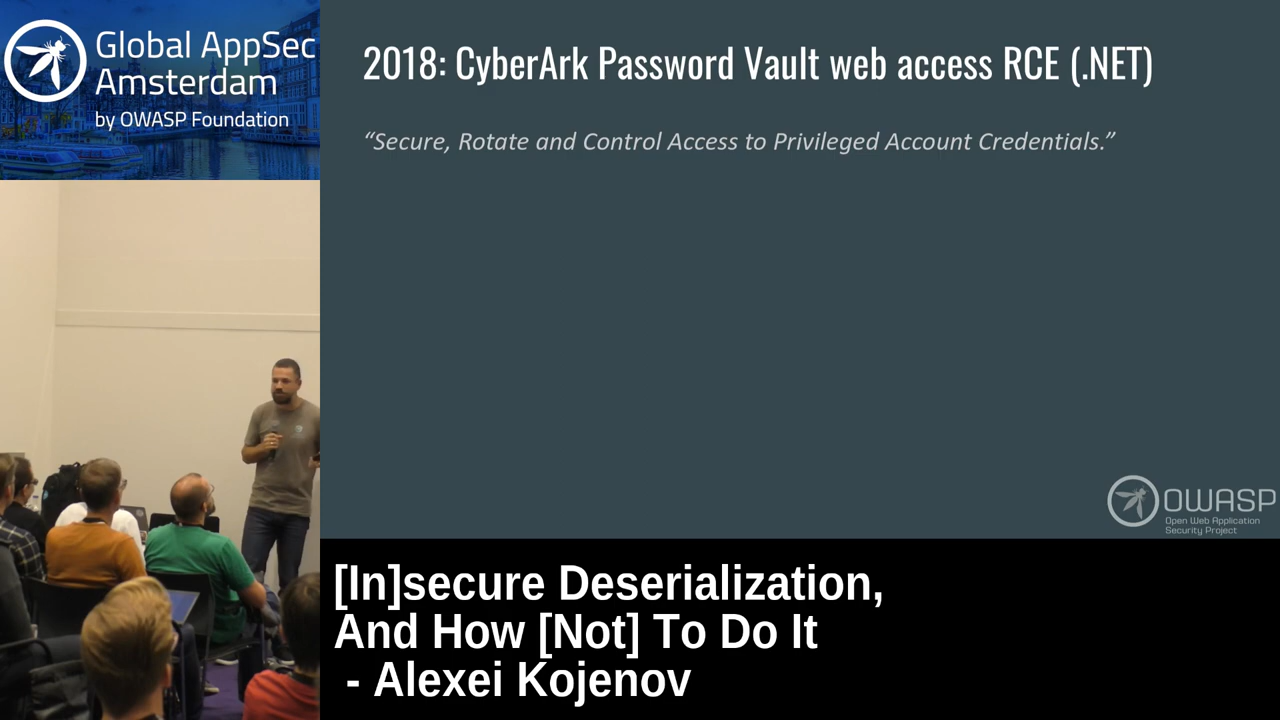 Global AppSec
Amsterdam
by OWASP Foundation
2018: CyberArk Password Vault web access RCE (.NET)
“Secure, Rotate and Control Access to Privileged Account Credentials.”
OWASP
Open Web Application
Security Project
[In]secure Deserialization,
And How [Not] To Do It
- Alexei Kojenov